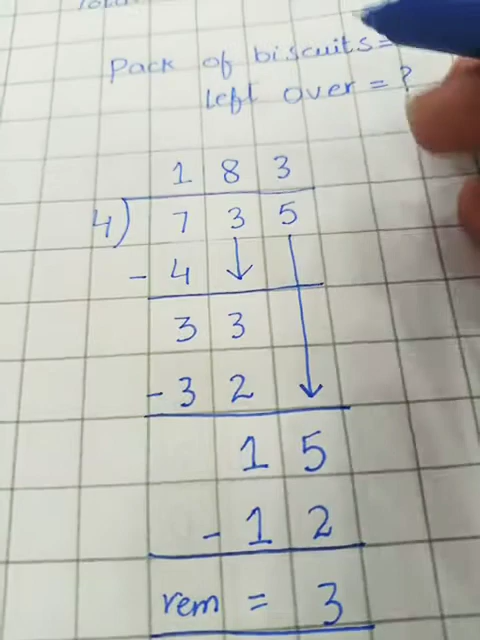 Pack of biscuits=
left over = ?
1 8 3
4) 7 3 5
- 4
3 3
- 3 2
1 5
- 1 2
rem = 3